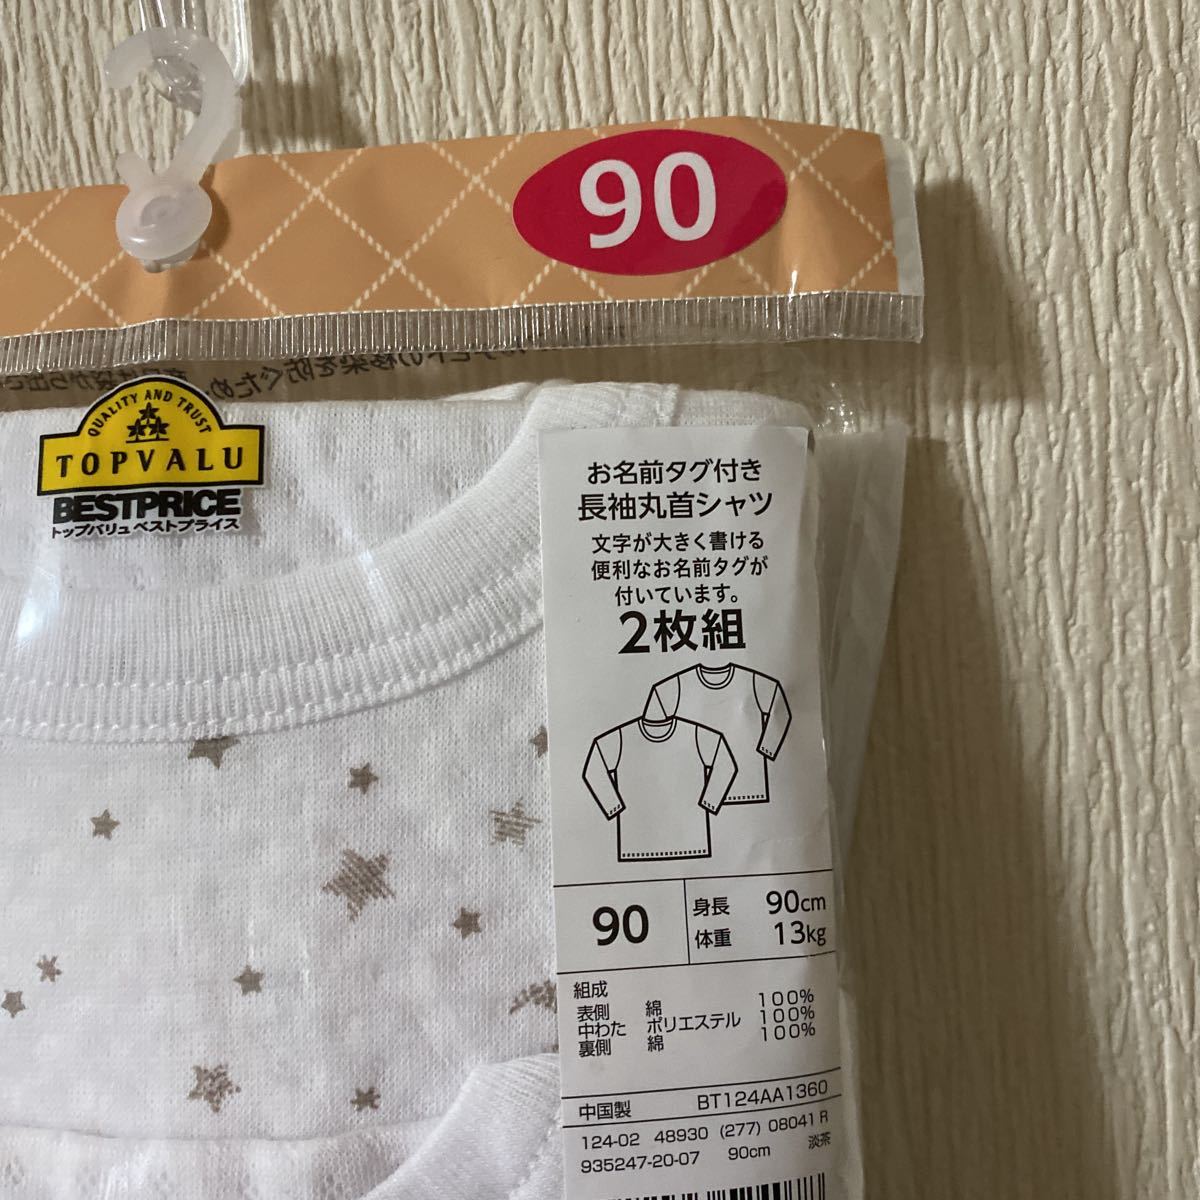 90
QUALITY AND TRUST
TOPVALU
BESTPRICE
トップバリュ ベストプライス
お名前タグ付き
長袖丸首シャツ
文字が大きく書ける
便利なお名前タグが
付いています。
2枚組
90 身長 90cm
体重 13kg
組成
表側 綿 100%
中わた ポリエステル 100%
裏側 綿 100%
中国製 BT124AA1360
124-02 48930 (277) 08041 R
935247-20-07 90cm 淡茶